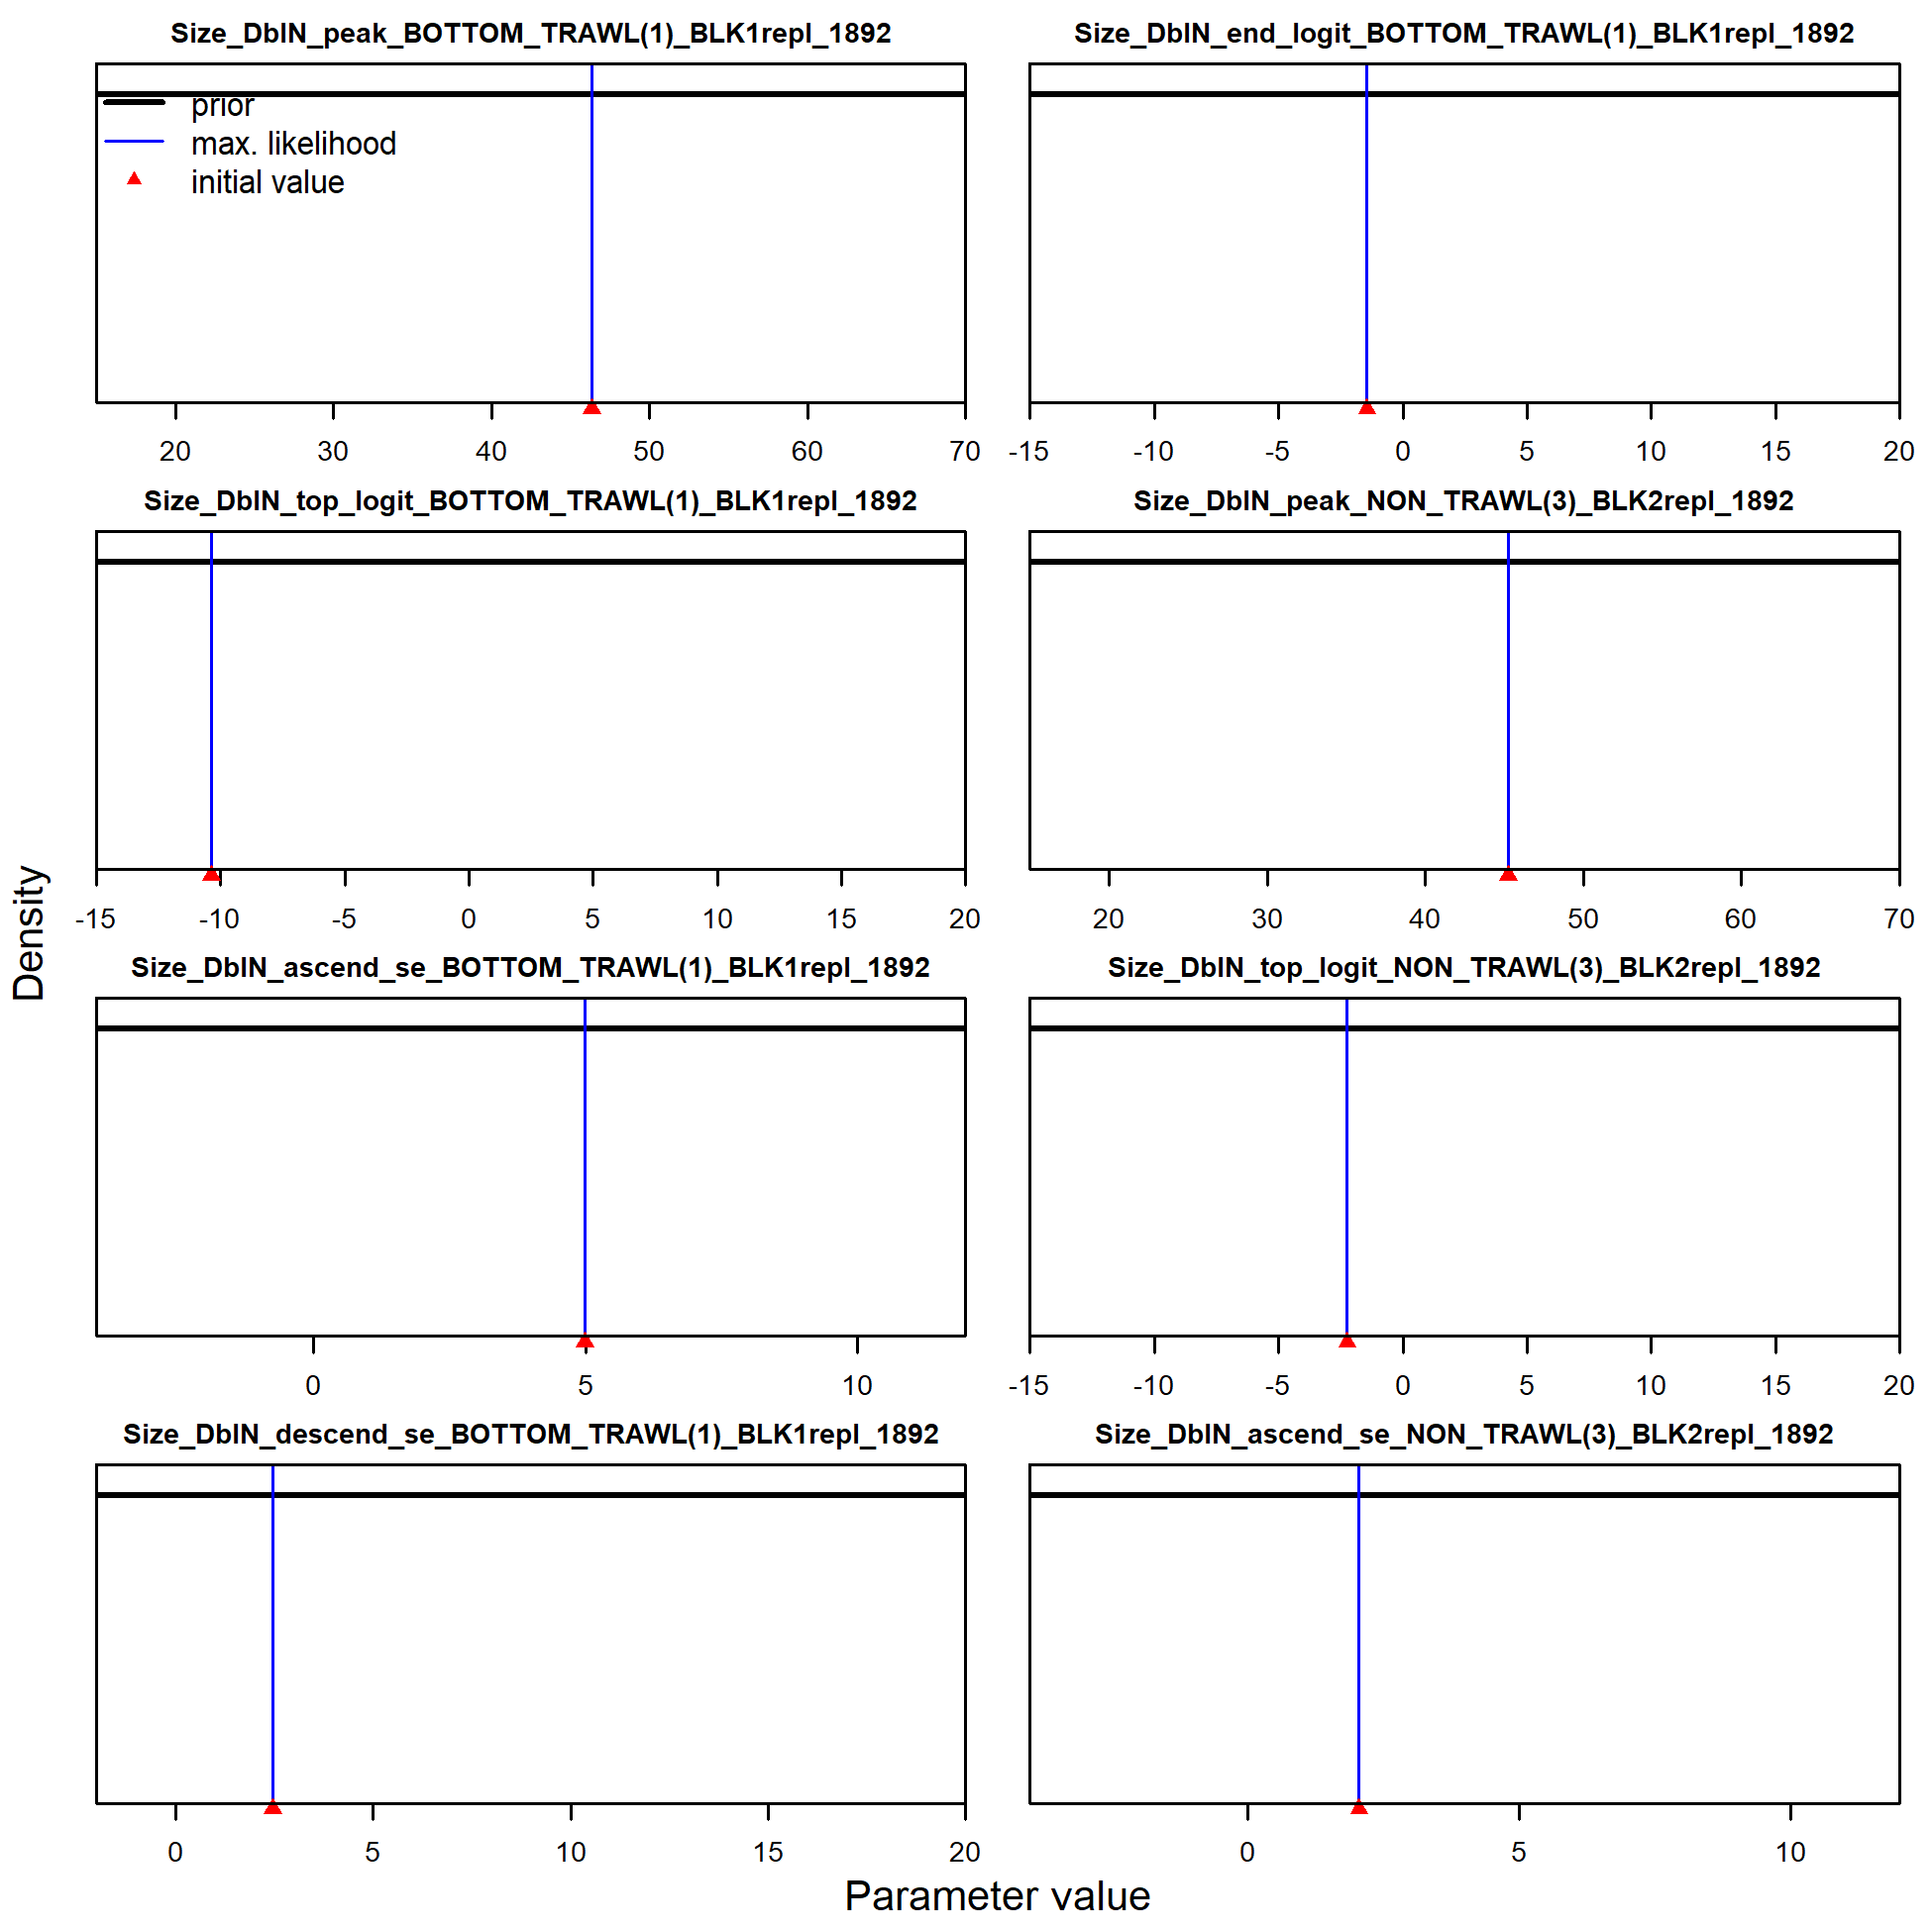 Size_DblN_peak_BOTTOM_TRAWL(1)_BLK1repl_1892
prior
max. likelihood
initial value
20 30 40 50 60 70
Size_DblN_end_logit_BOTTOM_TRAWL(1)_BLK1repl_1892
-15 -10 -5 0 5 10 15 20
Size_DblN_top_logit_BOTTOM_TRAWL(1)_BLK1repl_1892
-15 -10 -5 0 5 10 15 20
Size_DblN_peak_NON_TRAWL(3)_BLK2repl_1892
20 30 40 50 60 70
Size_DblN_ascend_se_BOTTOM_TRAWL(1)_BLK1repl_1892
0 5 10
Size_DblN_top_logit_NON_TRAWL(3)_BLK2repl_1892
-15 -10 -5 0 5 10 15 20
Size_DblN_descend_se_BOTTOM_TRAWL(1)_BLK1repl_1892
0 5 10 15 20
Size_DblN_ascend_se_NON_TRAWL(3)_BLK2repl_1892
0 5 10
Density
Parameter value